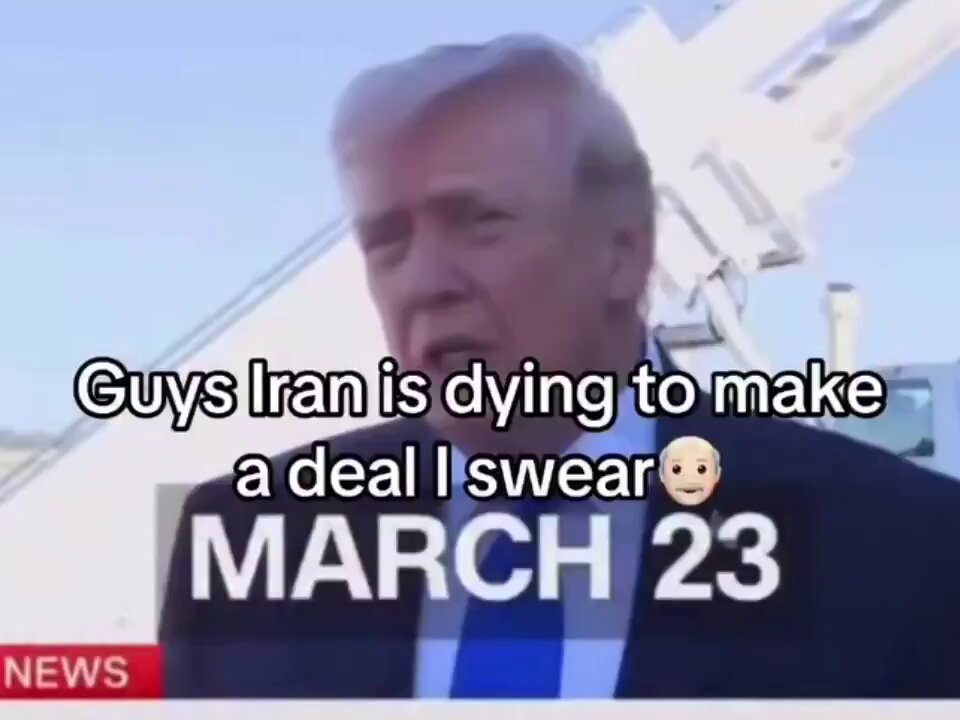 Guys Iran is dying to make
a deal I swear👴🏻
MARCH 23
NEWS